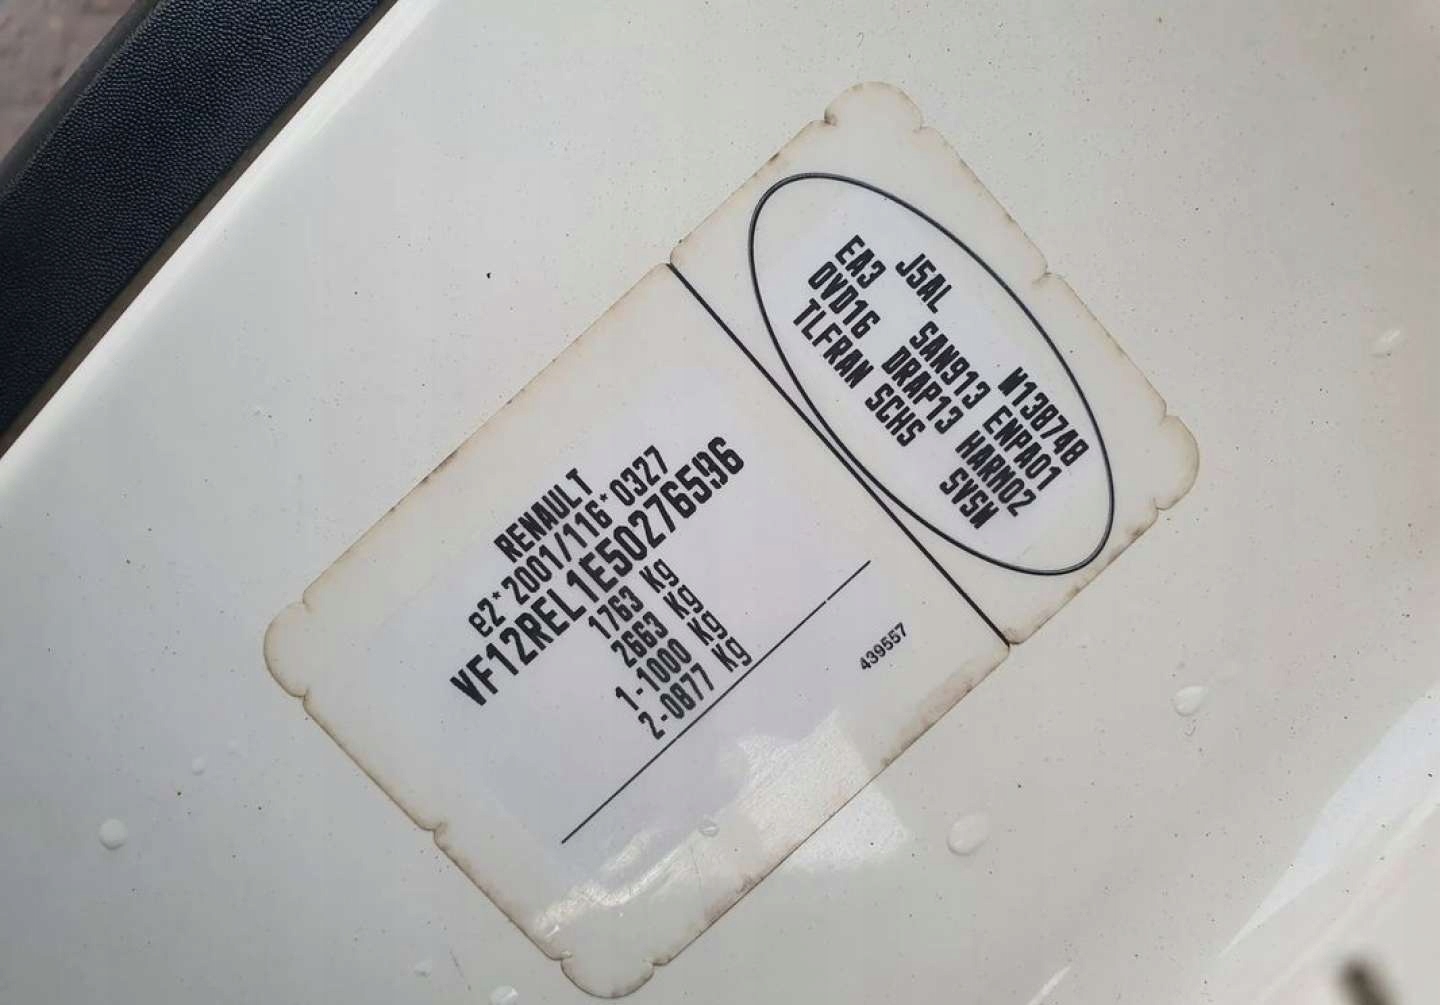 RENAULT
e2*2001/116*0327
VF12REL1E50276596
1763 Kg
2663 Kg
1-1000 Kg
2-0877 Kg
439557
J5AL W138748
EA3 SAN913 ENPA01
OVD16 DRAP13 HARM02
TLFRAN SCHS SVSM